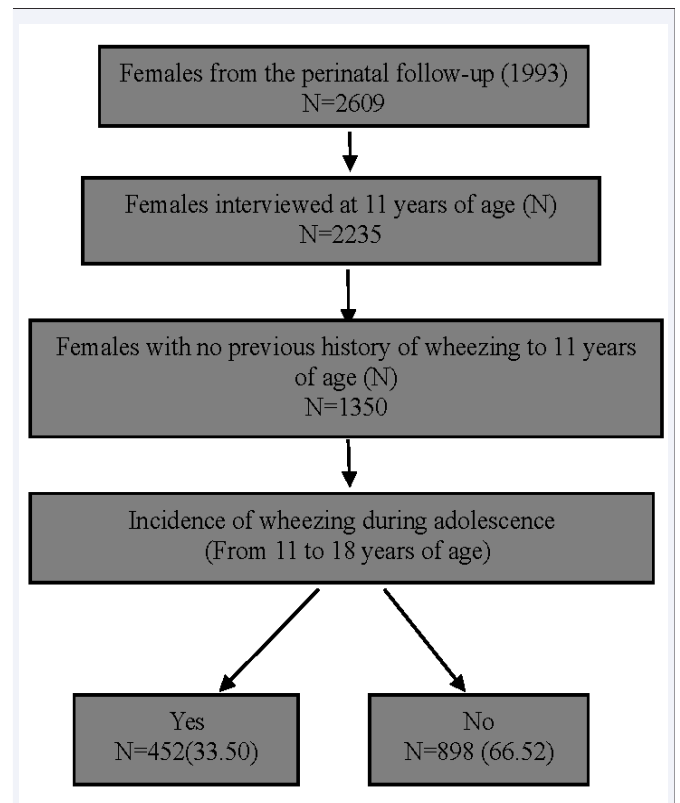 Females from the perinatal follow-up (1993)
N=2609
Females interviewed at 11 years of age (N)
N=2235
Females with no previous history of wheezing to 11 years
of age (N)
N=1350
Incidence of wheezing during adolescence
(From 11 to 18 years of age)
Yes
N=452(33.50)
No
N=898 (66.52)